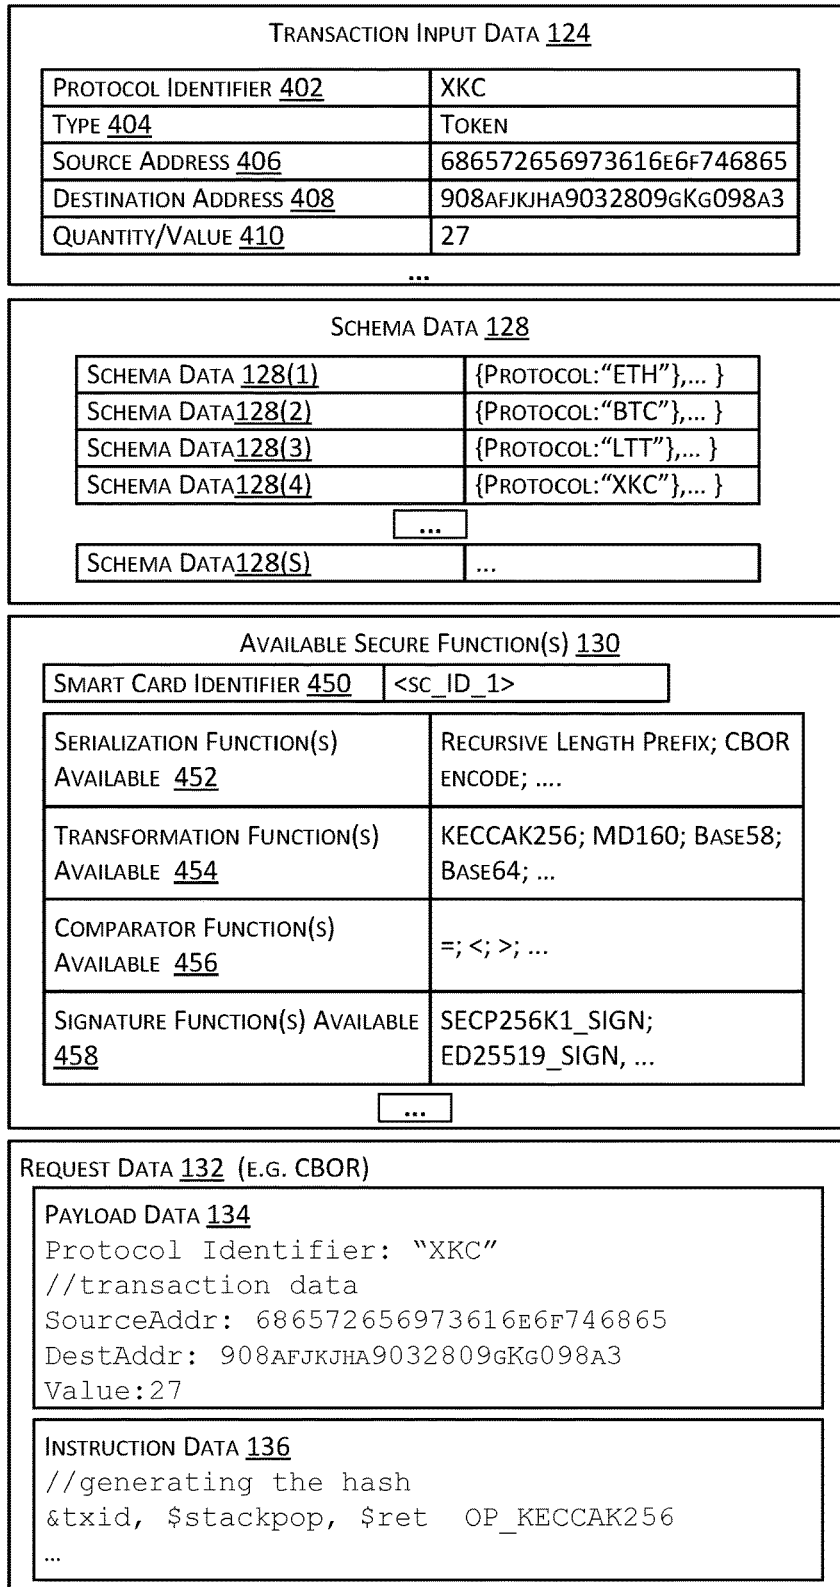 TRANSACTION INPUT DATA 124
PROTOCOL IDENTIFIER 402 XKC
TYPE 404 TOKEN
SOURCE ADDRESS 406 686572656973616E6F746865
DESTINATION ADDRESS 408 908AFJKJHA9032809GKG098A3
QUANTITY/VALUE 410 27
...
SCHEMA DATA 128
SCHEMA DATA 128(1) {PROTOCOL:“ETH”},... }
SCHEMA DATA128(2) {PROTOCOL:“BTC”},... }
SCHEMA DATA128(3) {PROTOCOL:“LTT”},... }
SCHEMA DATA128(4) {PROTOCOL:“XKC”},... }
...
SCHEMA DATA128(S) ...
AVAILABLE SECURE FUNCTION(S) 130
SMART CARD IDENTIFIER 450 <SC_ID_1>
SERIALIZATION FUNCTION(S)
AVAILABLE 452
RECURSIVE LENGTH PREFIX; CBOR
ENCODE; ....
TRANSFORMATION FUNCTION(S)
AVAILABLE 454
KECCAK256; MD160; BASE58;
BASE64; ...
COMPARATOR FUNCTION(S)
AVAILABLE 456
=; <; >; ...
SIGNATURE FUNCTION(S) AVAILABLE
458
SECP256K1_SIGN;
ED25519_SIGN, ...
...
REQUEST DATA 132 (E.G. CBOR)
PAYLOAD DATA 134
Protocol Identifier: “XKC”
//transaction data
SourceAddr: 686572656973616E6F746865
DestAddr: 908AFJKJHA9032809GKG098A3
Value:27
INSTRUCTION DATA 136
//generating the hash
&txid, $stackpop, $ret OP_KECCAK256
...